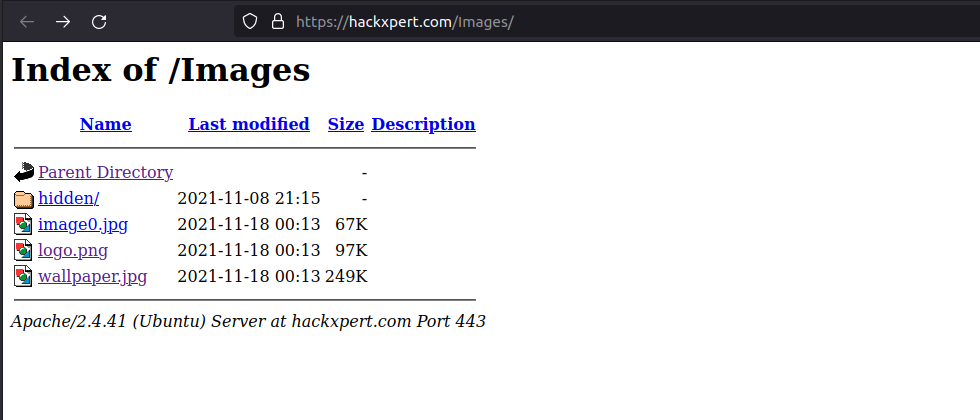 https://hackxpert.com/Images/
Index of /Images
Name Last modified Size Description
Parent Directory -
hidden/ 2021-11-08 21:15 -
image0.jpg 2021-11-18 00:13 67K
logo.png 2021-11-18 00:13 97K
wallpaper.jpg 2021-11-18 00:13 249K
Apache/2.4.41 (Ubuntu) Server at hackxpert.com Port 443